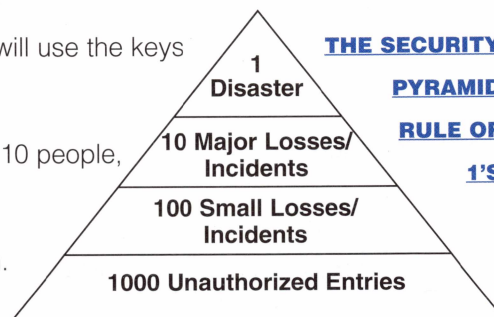 will use the keys
10 people,
.
1
Disaster
10 Major Losses/
Incidents
100 Small Losses/
Incidents
1000 Unauthorized Entries
THE SECURITY
PYRAMID
RULE OF
1'S